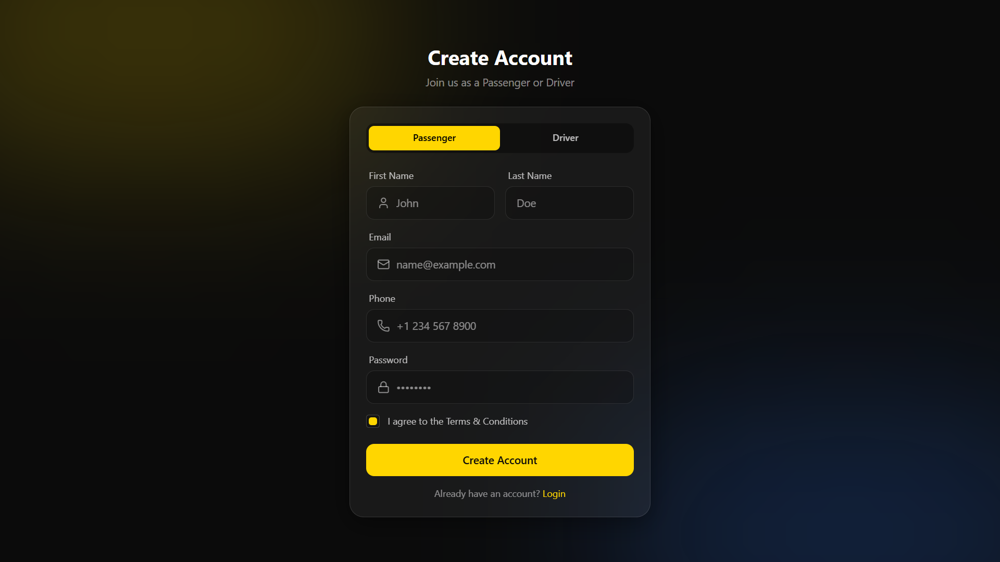 Create Account
Join us as a Passenger or Driver
Passenger Driver
First Name Last Name
John Doe
Email
name@example.com
Phone
+1 234 567 8900
Password
••••••••
I agree to the Terms & Conditions
Create Account
Already have an account? Login